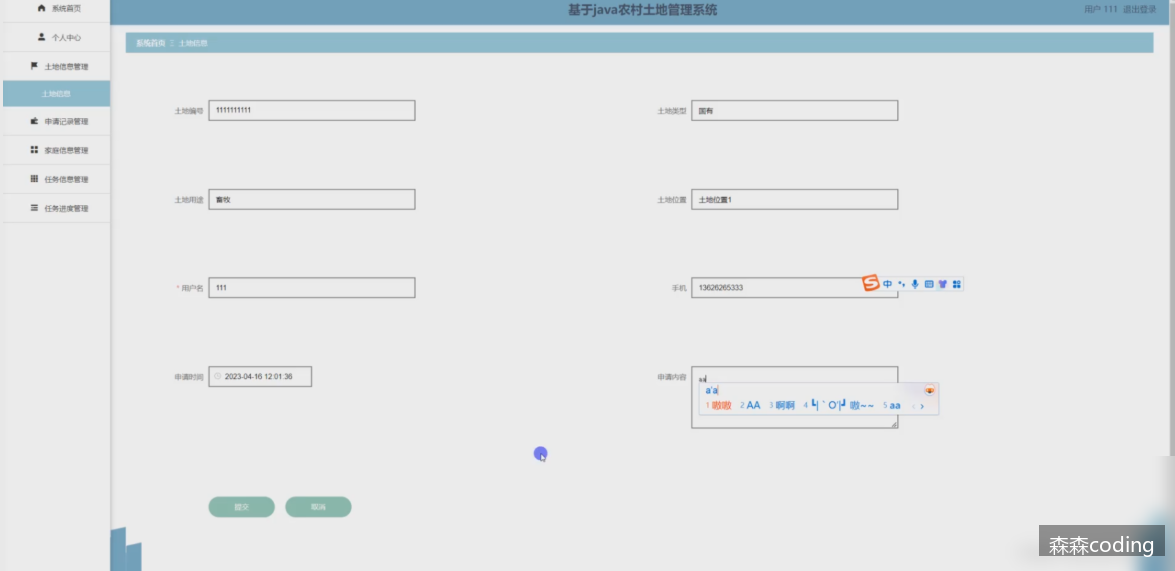 系统首页
基于java农村土地管理系统
用户 111 退出登录
个人中心
系统首页 土地信息
土地信息管理
土地信息
土地编号 1111111111
土地类型 国有
申请记录管理
家庭信息管理
任务信息管理
任务进度管理
土地用途 畜牧
土地位置 土地位置1
* 用户名 111
手机 13626265333
中
申请时间 2023-04-16 12:01:36
申请内容 aa
a'a
1 嗷嗷 2 AA 3 啊啊 5 aa
提交
取消
森森coding